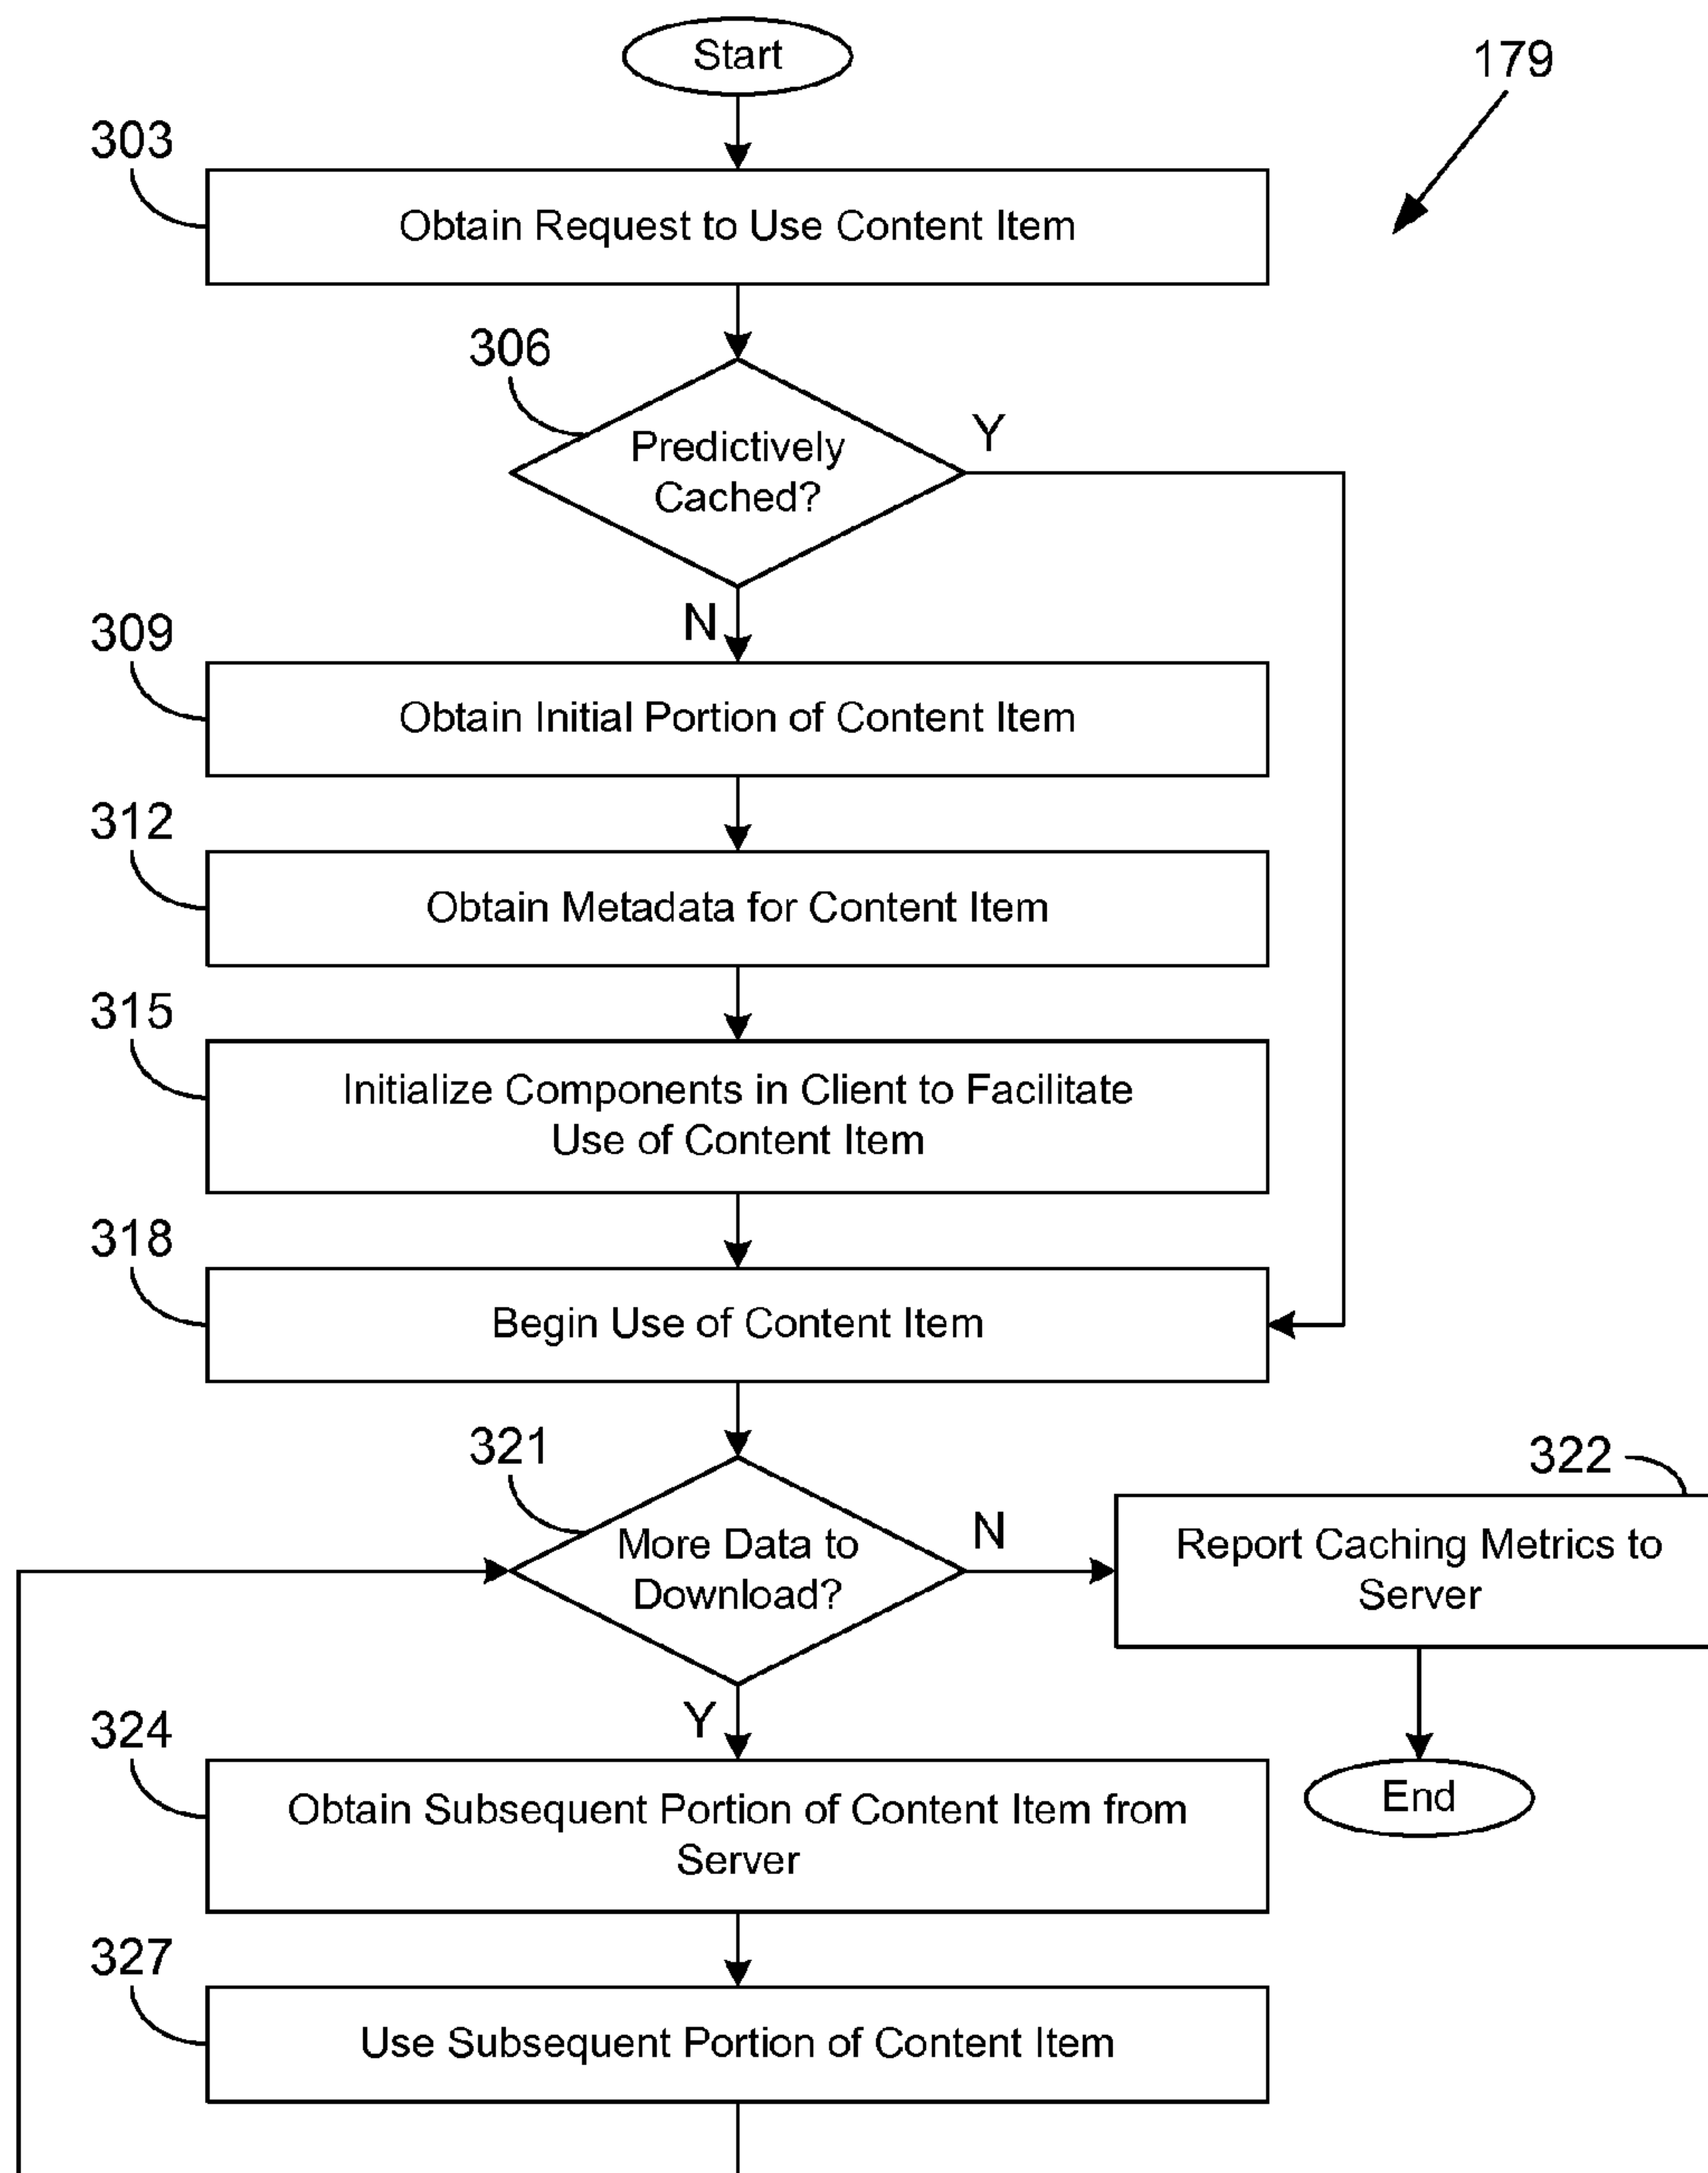 Start
179
303
Obtain Request to Use Content Item
306
Predictively
Cached?
Y
N
309
Obtain Initial Portion of Content Item
312
Obtain Metadata for Content Item
315
Initialize Components in Client to Facilitate
Use of Content Item
318
Begin Use of Content Item
321
More Data to
Download?
N
322
Report Caching Metrics to
Server
Y
End
324
Obtain Subsequent Portion of Content Item from
Server
327
Use Subsequent Portion of Content Item